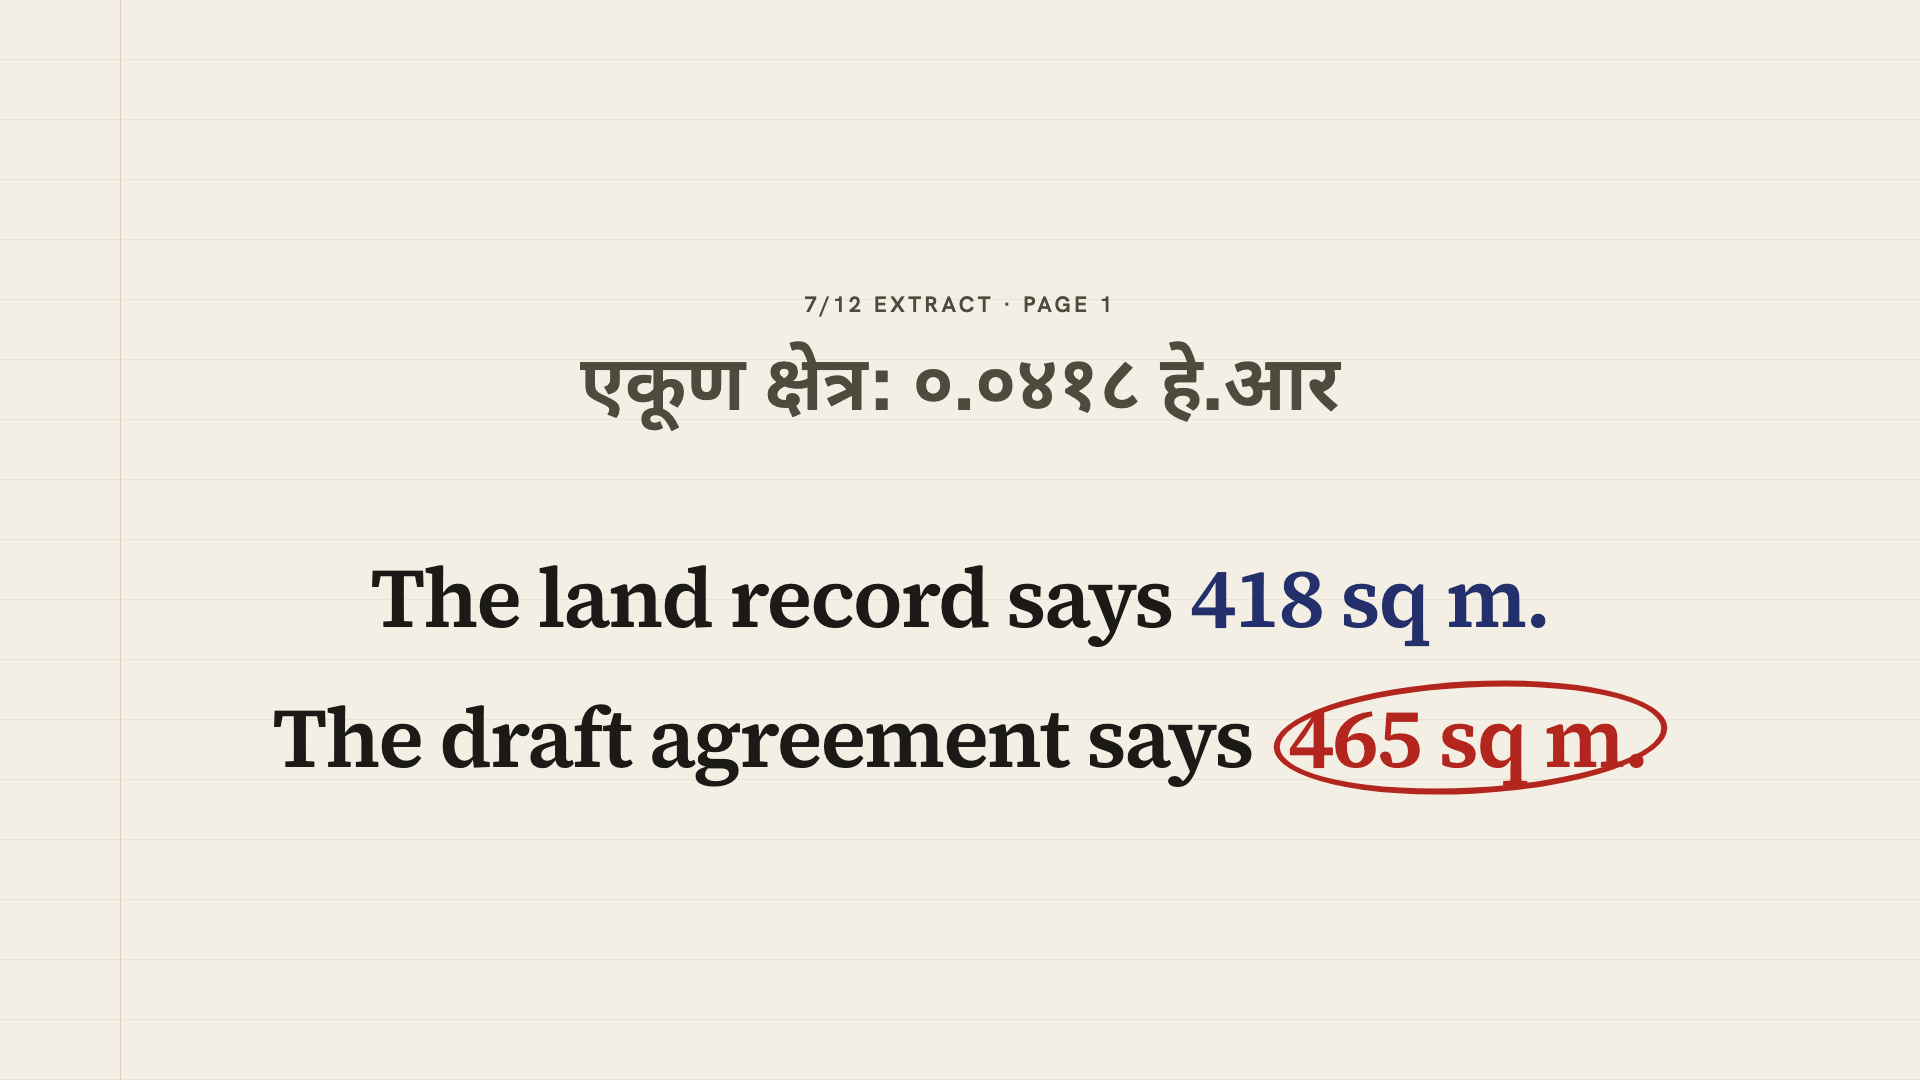 7/12 EXTRACT · PAGE 1
एकूण क्षेत्र: ०.०४१८ हे.आर
The land record says 418 sq m.
The draft agreement says 465 sq m.